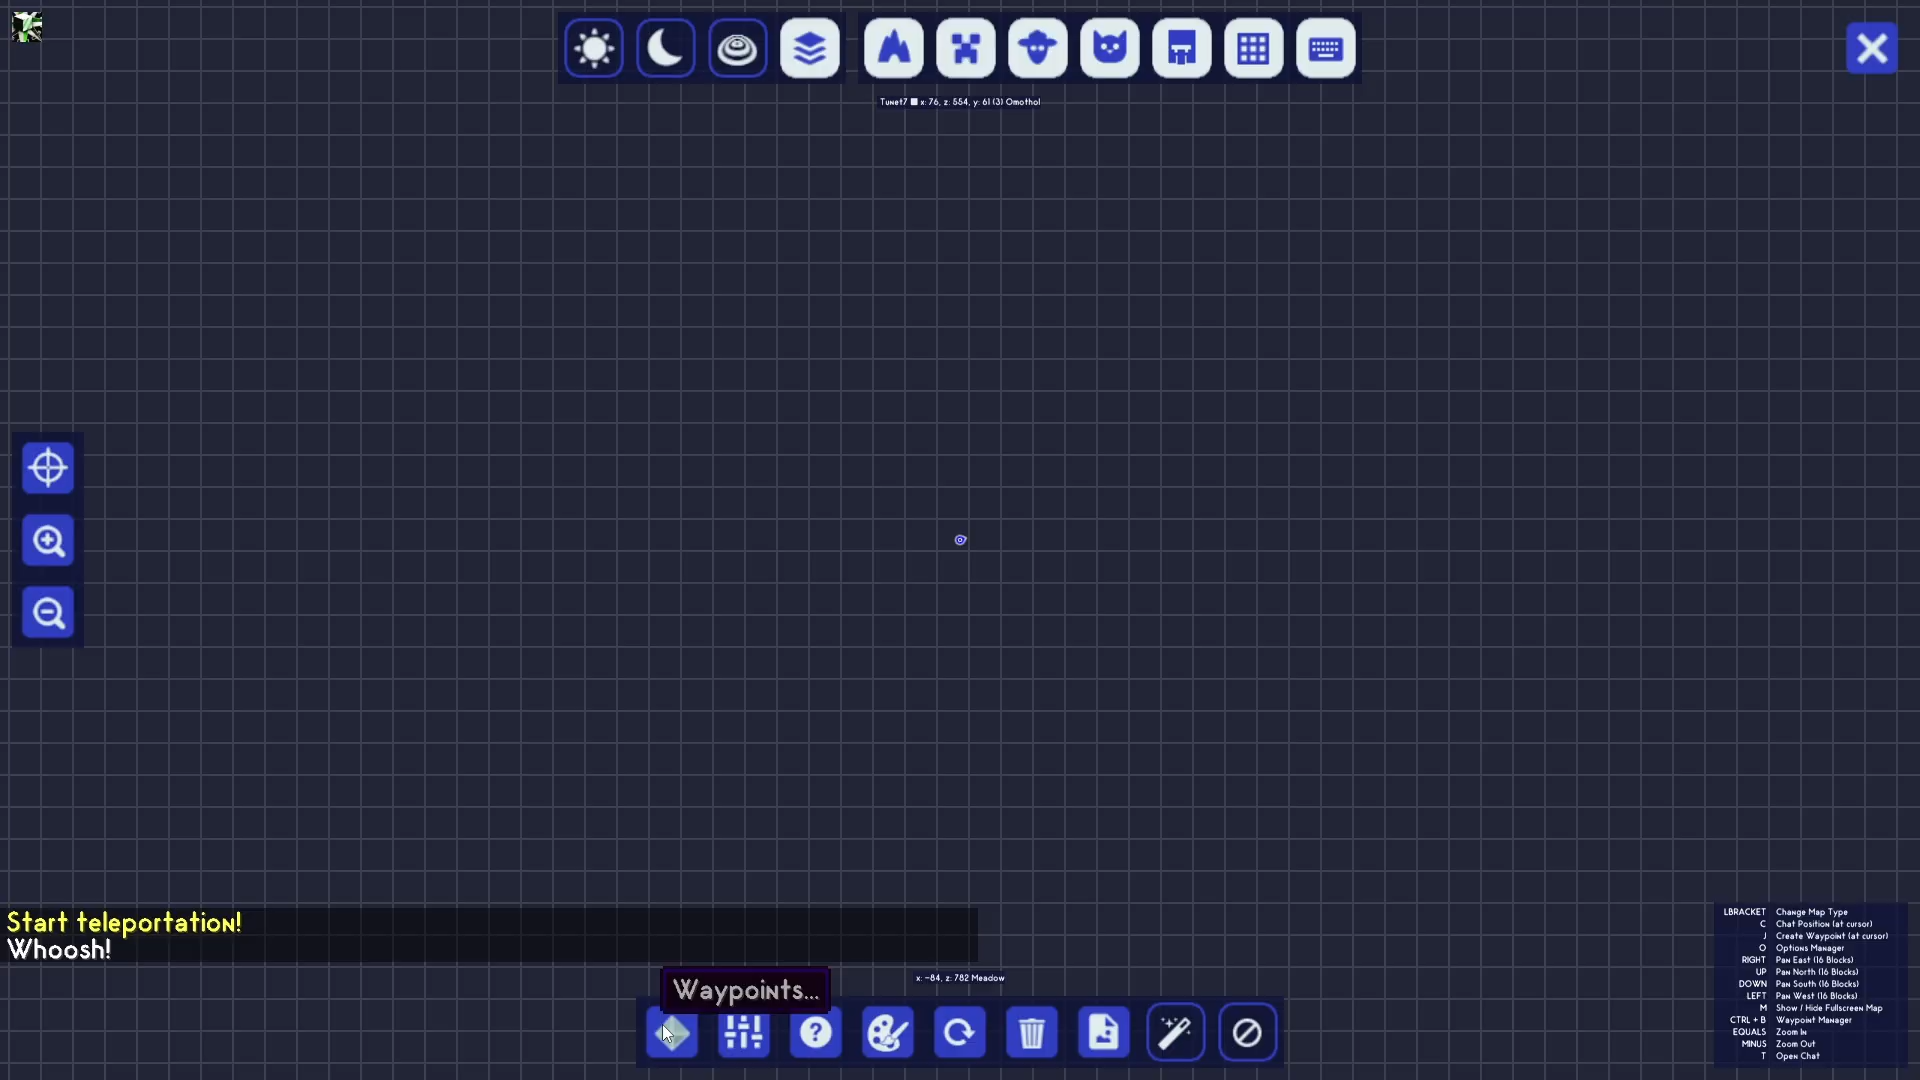 Tunet7 ■ x: 76, z: 554, y: 61 (3) Omothol
Start teleportation!
Whoosh!
Waypoints...
x: -84, z: 782 Meadow
LBRACKET Change Map Type
C Chat Position (at cursor)
J Create Waypoint (at cursor)
O Options Manager
RIGHT Pan East (16 Blocks)
UP Pan North (16 Blocks)
DOWN Pan South (16 Blocks)
LEFT Pan West (16 Blocks)
M Show / Hide Fullscreen Map
CTRL + B Waypoint Manager
EQUALS Zoom In
MINUS Zoom Out
T Open Chat